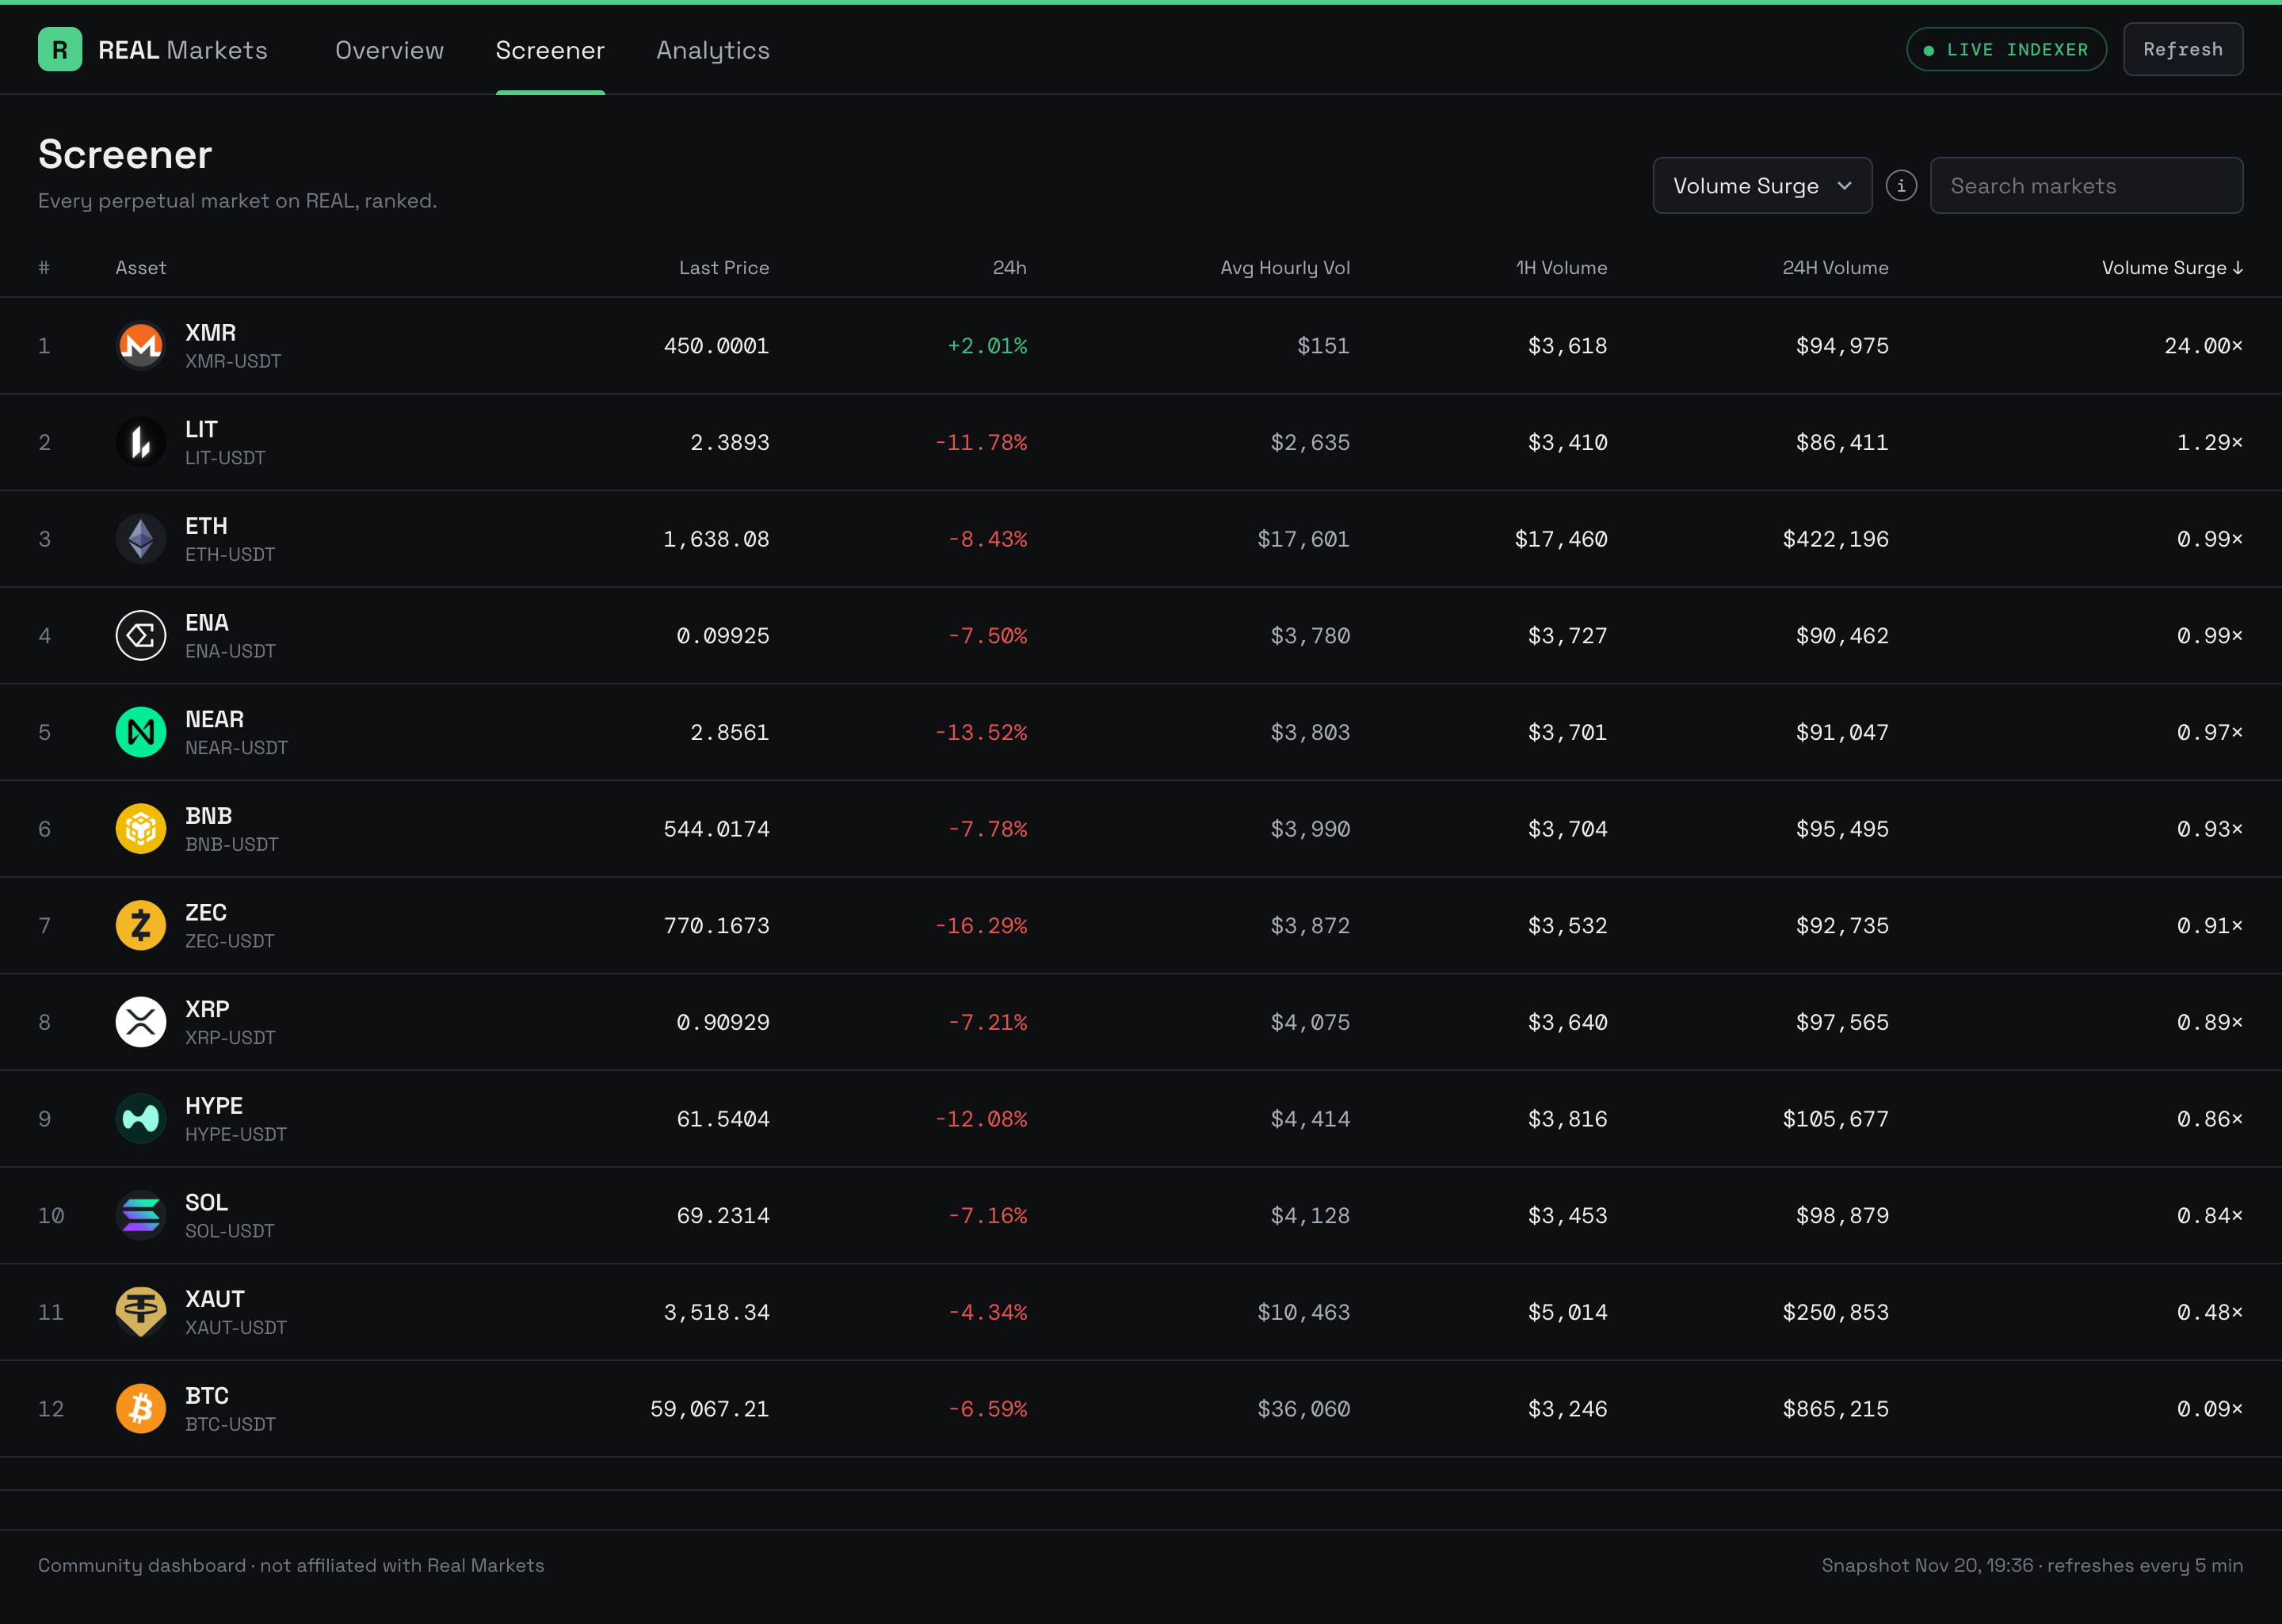 R REAL Markets Overview Screener Analytics ● LIVE INDEXER Refresh
Screener
Every perpetual market on REAL, ranked.
Volume Surge i Search markets
# Asset Last Price 24h Avg Hourly Vol 1H Volume 24H Volume Volume Surge ↓
1 XMR 450.0001 +2.01% $151 $3,618 $94,975 24.00×
XMR-USDT
2 LIT 2.3893 -11.78% $2,635 $3,410 $86,411 1.29×
LIT-USDT
3 ETH 1,638.08 -8.43% $17,601 $17,460 $422,196 0.99×
ETH-USDT
4 ENA 0.09925 -7.50% $3,780 $3,727 $90,462 0.99×
ENA-USDT
5 NEAR 2.8561 -13.52% $3,803 $3,701 $91,047 0.97×
NEAR-USDT
6 BNB 544.0174 -7.78% $3,990 $3,704 $95,495 0.93×
BNB-USDT
7 ZEC 770.1673 -16.29% $3,872 $3,532 $92,735 0.91×
ZEC-USDT
8 XRP 0.90929 -7.21% $4,075 $3,640 $97,565 0.89×
XRP-USDT
9 HYPE 61.5404 -12.08% $4,414 $3,816 $105,677 0.86×
HYPE-USDT
10 SOL 69.2314 -7.16% $4,128 $3,453 $98,879 0.84×
SOL-USDT
11 XAUT 3,518.34 -4.34% $10,463 $5,014 $250,853 0.48×
XAUT-USDT
12 BTC 59,067.21 -6.59% $36,060 $3,246 $865,215 0.09×
BTC-USDT
Community dashboard · not affiliated with Real Markets Snapshot Nov 20, 19:36 · refreshes every 5 min